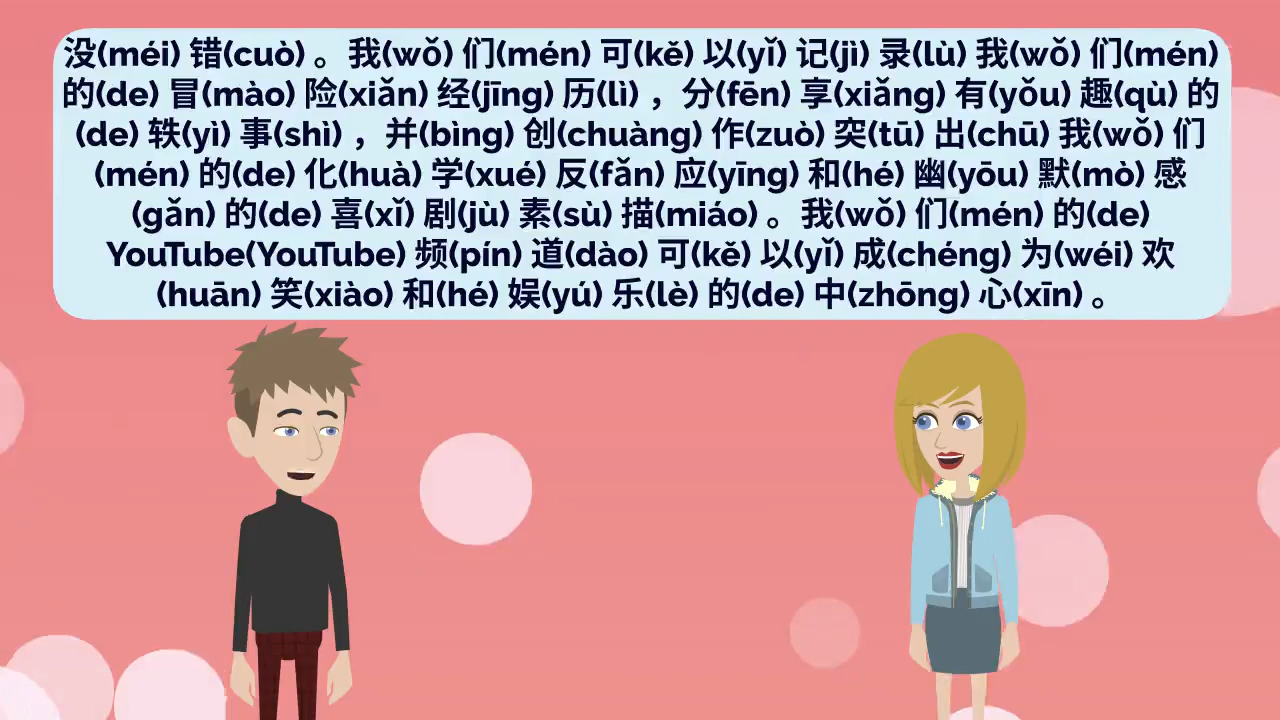 没(méi) 错(cuò) 。我(wǒ) 们(mén) 可(kě) 以(yǐ) 记(jì) 录(lù) 我(wǒ) 们(mén)
的(de) 冒(mào) 险(xiǎn) 经(jīng) 历(lì) ，分(fēn) 享(xiǎng) 有(yǒu) 趣(qù) 的
(de) 轶(yì) 事(shì) ，并(bìng) 创(chuàng) 作(zuò) 突(tū) 出(chū) 我(wǒ) 们
(mén) 的(de) 化(huà) 学(xué) 反(fǎn) 应(yīng) 和(hé) 幽(yōu) 默(mò) 感
(gǎn) 的(de) 喜(xǐ) 剧(jù) 素(sù) 描(miáo) 。我(wǒ) 们(mén) 的(de)
YouTube(YouTube) 频(pín) 道(dào) 可(kě) 以(yǐ) 成(chéng) 为(wéi) 欢
(huān) 笑(xiào) 和(hé) 娱(yú) 乐(lè) 的(de) 中(zhōng) 心(xīn) 。